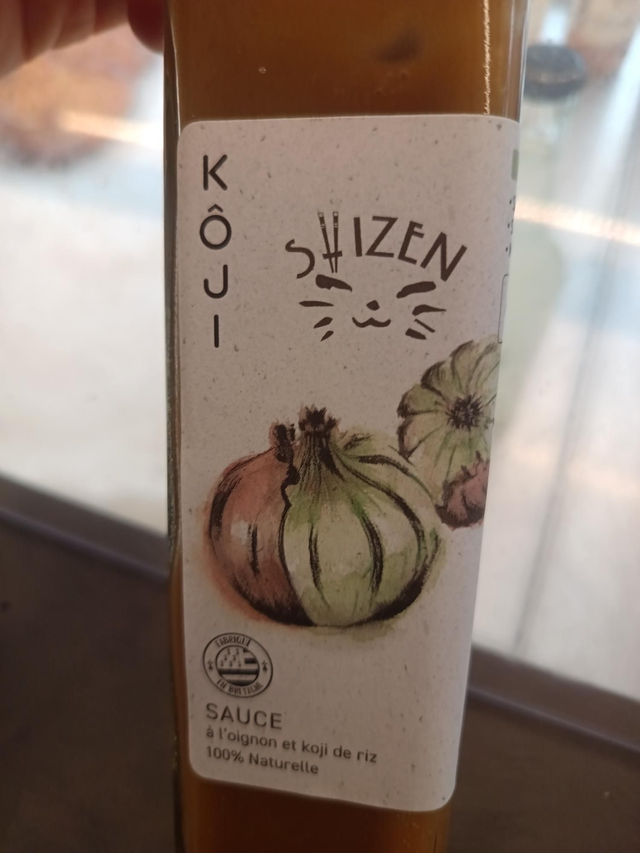 KÔJI
SHIZEN
FABRIQUÉ
EN BRETAGNE
SAUCE
à l'oignon et koji de riz
100% Naturelle